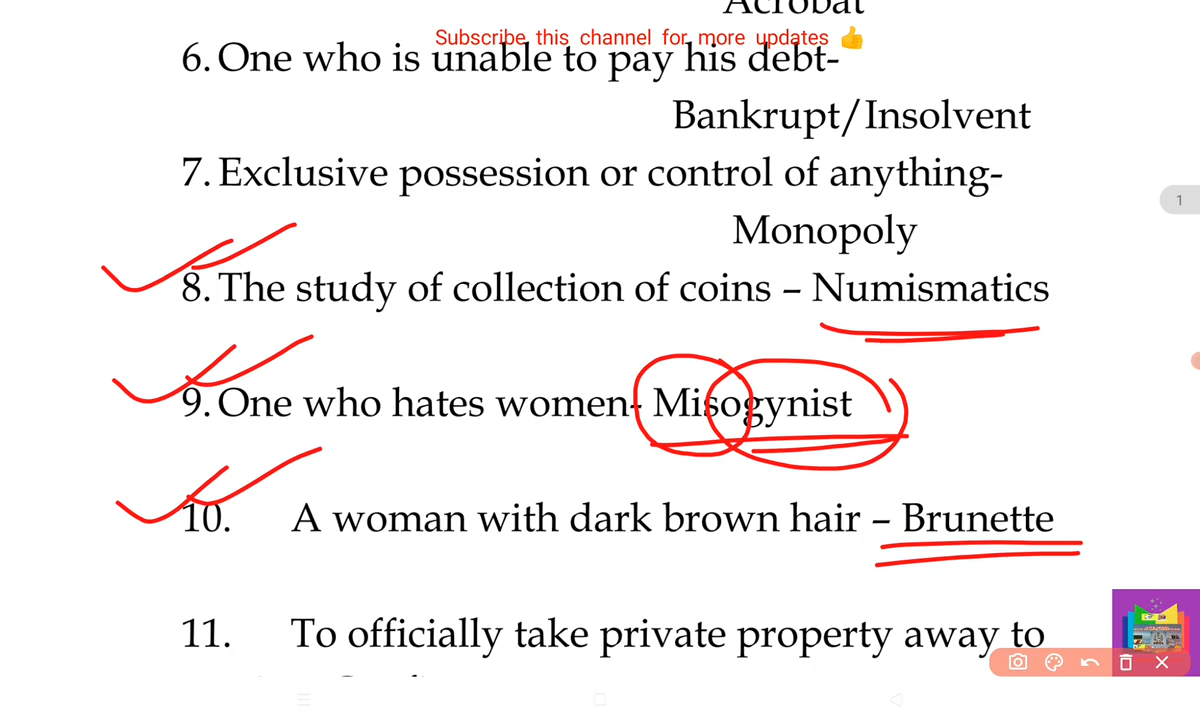 Acrobat
Subscribe this channel for more updates 👍
6. One who is unable to pay his debt-
Bankrupt/Insolvent
7. Exclusive possession or control of anything-
Monopoly
1
8. The study of collection of coins – Numismatics
9. One who hates women- Misogynist
10. A woman with dark brown hair – Brunette
11. To officially take private property away to